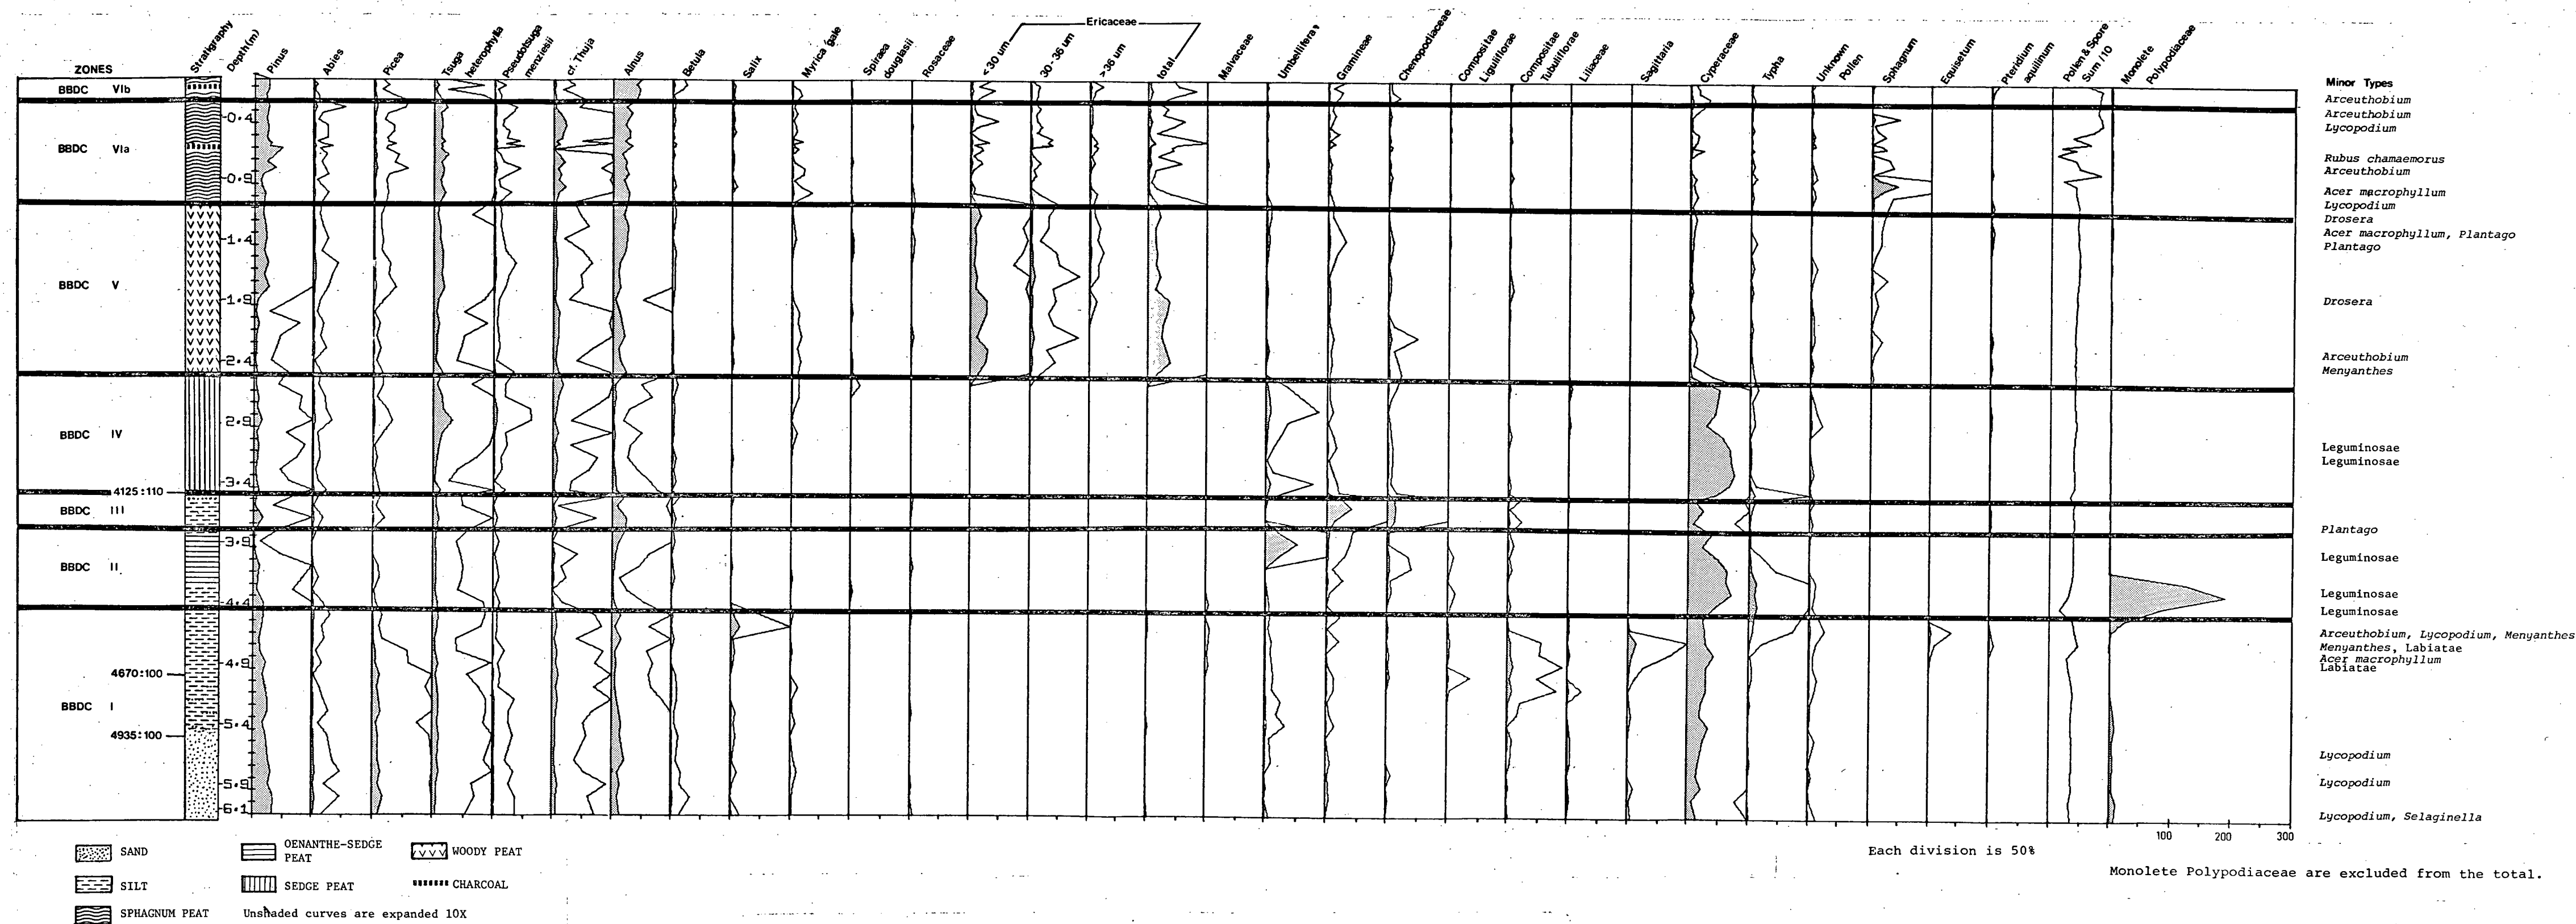 Ericaceae
ZONES
Stratigraphy
Depth(m)
Pinus
Abies
Picea
Tsuga heterophylla
Pseudotsuga menziesii
cf. Thuja
Alnus
Betula
Salix
Myrica gale
Spiraea douglasii
Rosaceae
<30 um
30-36 um
>36 um
total
Malvaceae
Umbelliferae
Gramineae
Chenopodiaceae
Compositae Liguliflorae
Compositae Tubuliflorae
Liliaceae
Sagittaria
Cyperaceae
Typha
Unknown Pollen
Sphagnum
Equisetum
Pteridium aquilinum
Pollen & Spore Sum /10
Monolete Polypodiaceae
Minor Types
BBDC VIb
Arceuthobium
-0.4
Arceuthobium
Lycopodium
BBDC VIa
Rubus chamaemorus
Arceuthobium
-0.9
Acer macrophyllum
Lycopodium
Drosera
-1.4
Acer macrophyllum, Plantago
Plantago
BBDC V
-1.9
Drosera
-2.4
Arceuthobium
Menyanthes
-2.9
BBDC IV
Leguminosae
Leguminosae
-3.4
4125±110
BBDC III
Plantago
-3.9
Leguminosae
BBDC II
-4.4
Leguminosae
Leguminosae
Arceuthobium, Lycopodium, Menyanthes
Menyanthes, Labiatae
Acer macrophyllum
Labiatae
-4.9
4670±100
BBDC I
-5.4
4935±100
Lycopodium
-5.9
Lycopodium
-6.1
Lycopodium, Selaginella
100 200 300
SAND
OENANTHE-SEDGE PEAT
WOODY PEAT
Each division is 50%
SILT
SEDGE PEAT
CHARCOAL
Monolete Polypodiaceae are excluded from the total.
SPHAGNUM PEAT
Unshaded curves are expanded 10X